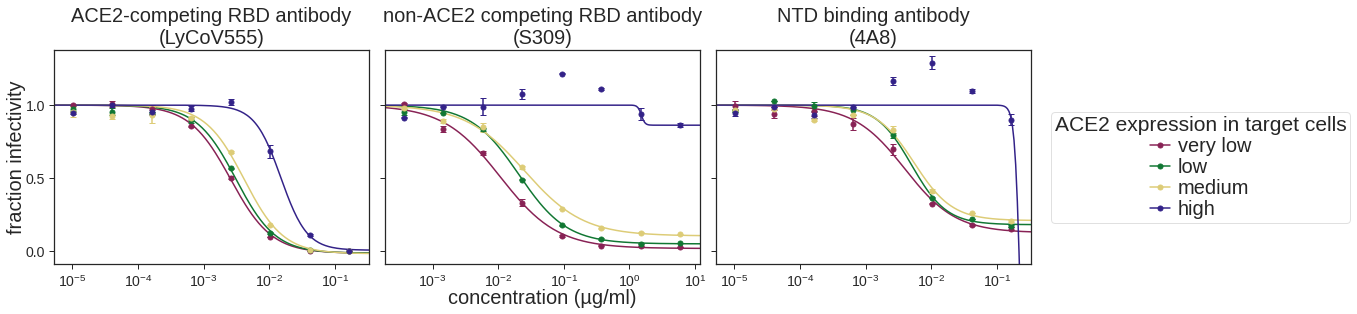 ACE2-competing RBD antibody
(LyCoV555)
non-ACE2 competing RBD antibody
(S309)
NTD binding antibody
(4A8)
fraction infectivity
1.0
0.5
0.0
10⁻⁵ 10⁻⁴ 10⁻³ 10⁻² 10⁻¹
10⁻³ 10⁻² 10⁻¹ 10⁰ 10¹
10⁻⁵ 10⁻⁴ 10⁻³ 10⁻² 10⁻¹
concentration (µg/ml)
ACE2 expression in target cells
very low
low
medium
high